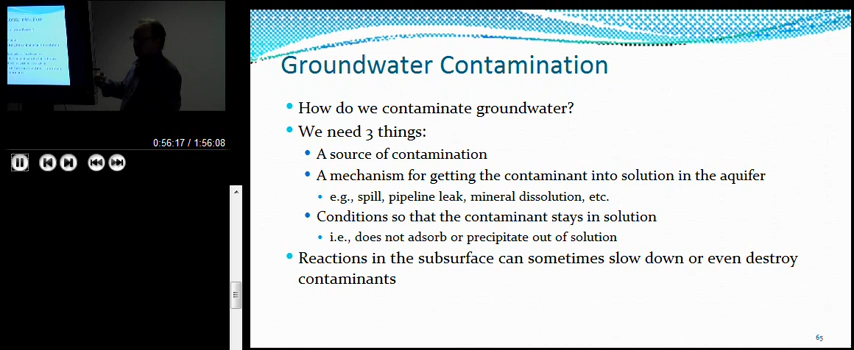 0:56:17 / 1:56:08
Groundwater Contamination
• How do we contaminate groundwater?
• We need 3 things:
• A source of contamination
• A mechanism for getting the contaminant into solution in the aquifer
• e.g., spill, pipeline leak, mineral dissolution, etc.
• Conditions so that the contaminant stays in solution
• i.e., does not adsorb or precipitate out of solution
• Reactions in the subsurface can sometimes slow down or even destroy
contaminants
65